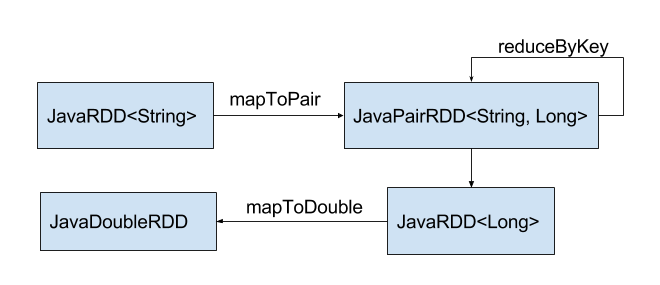 reduceByKey
mapToPair
JavaRDD<String>
JavaPairRDD<String, Long>
mapToDouble
JavaDoubleRDD
JavaRDD<Long>